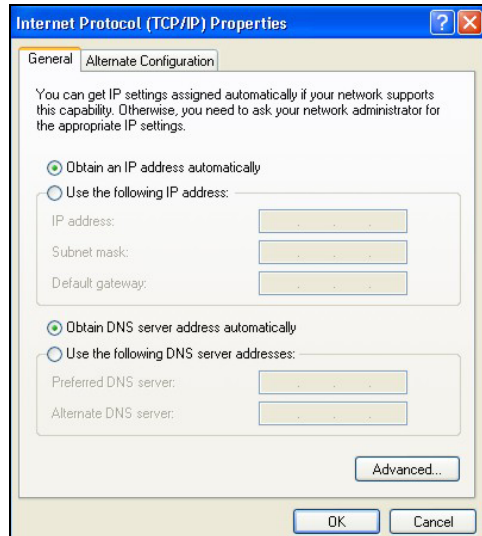 Internet Protocol (TCP/IP) Properties
General
Alternate Configuration
You can get IP settings assigned automatically if your network supports
this capability. Otherwise, you need to ask your network administrator for
the appropriate IP settings.
Obtain an IP address automatically
Use the following IP address:
IP address:
Subnet mask:
Default gateway:
Obtain DNS server address automatically
Use the following DNS server addresses:
Preferred DNS server:
Alternate DNS server:
Advanced...
OK
Cancel